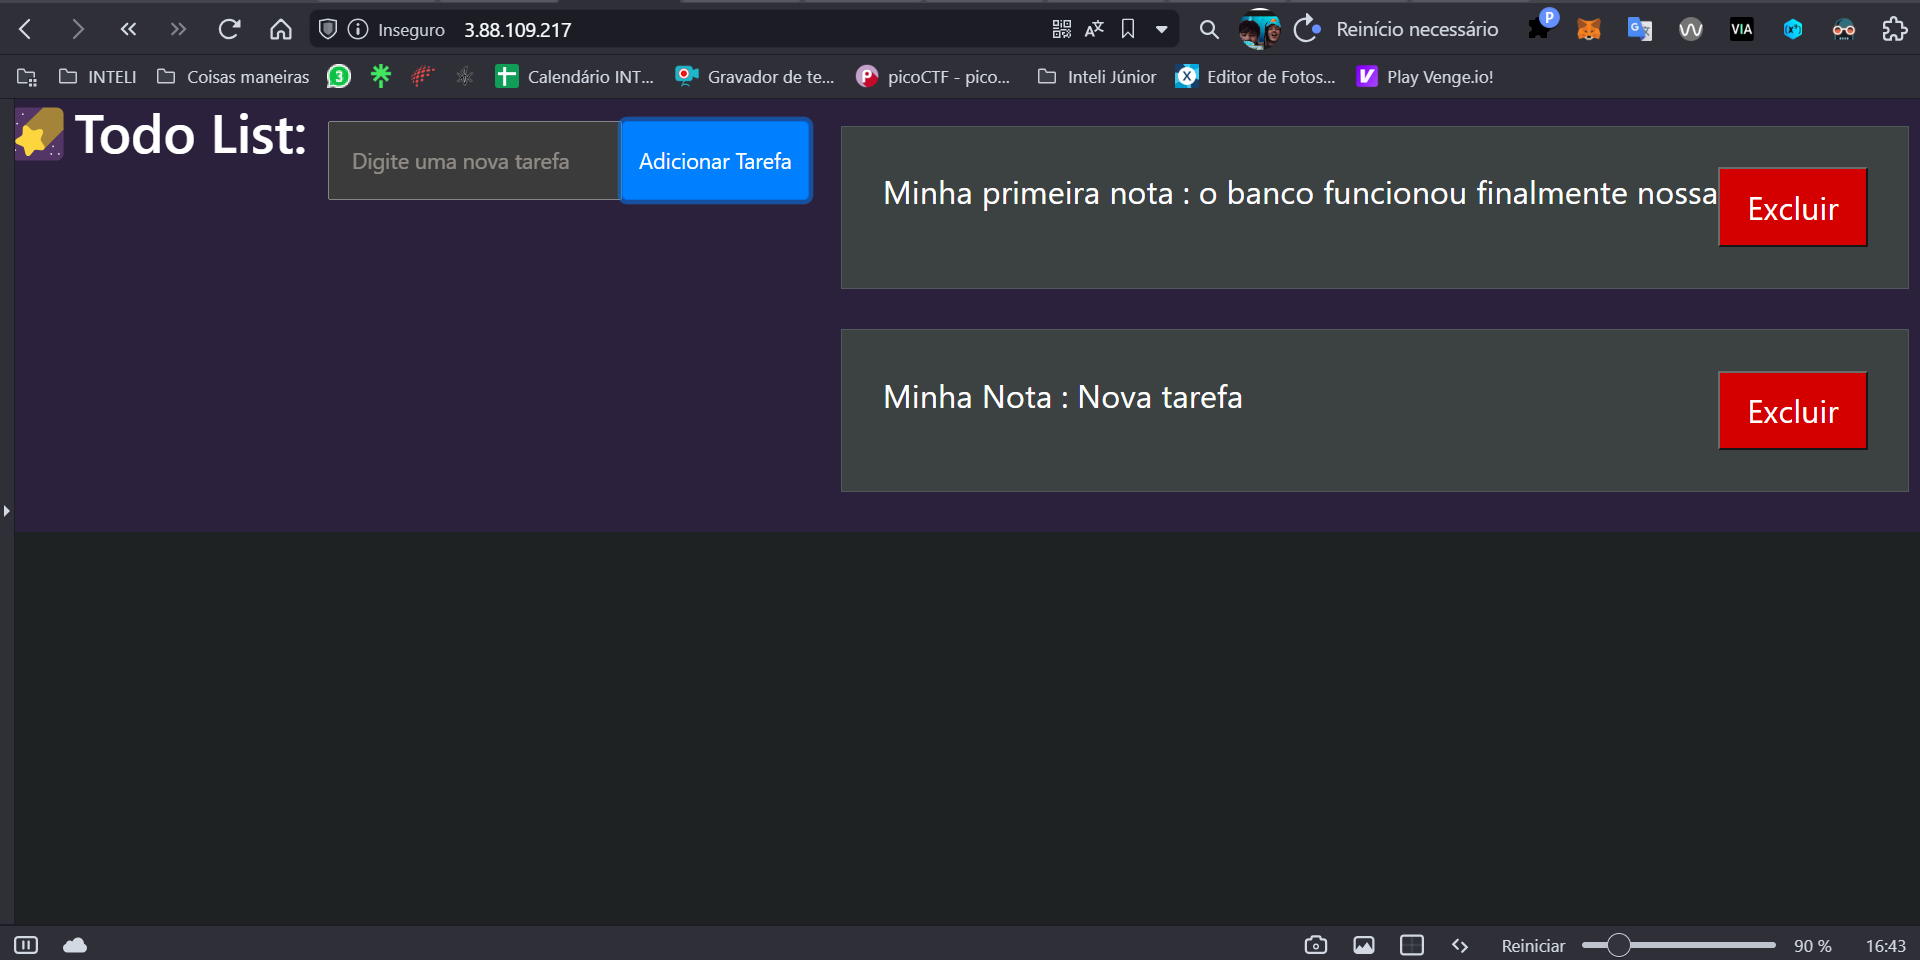 Inseguro 3.88.109.217 Reinício necessário P VIA
INTELI Coisas maneiras 3 Calendário INT... Gravador de te... picoCTF - pico... Inteli Júnior Editor de Fotos... Play Venge.io!
Todo List:
Digite uma nova tarefa
Adicionar Tarefa
Minha primeira nota : o banco funcionou finalmente nossa
Excluir
Minha Nota : Nova tarefa
Excluir
Reiniciar 90 % 16:43